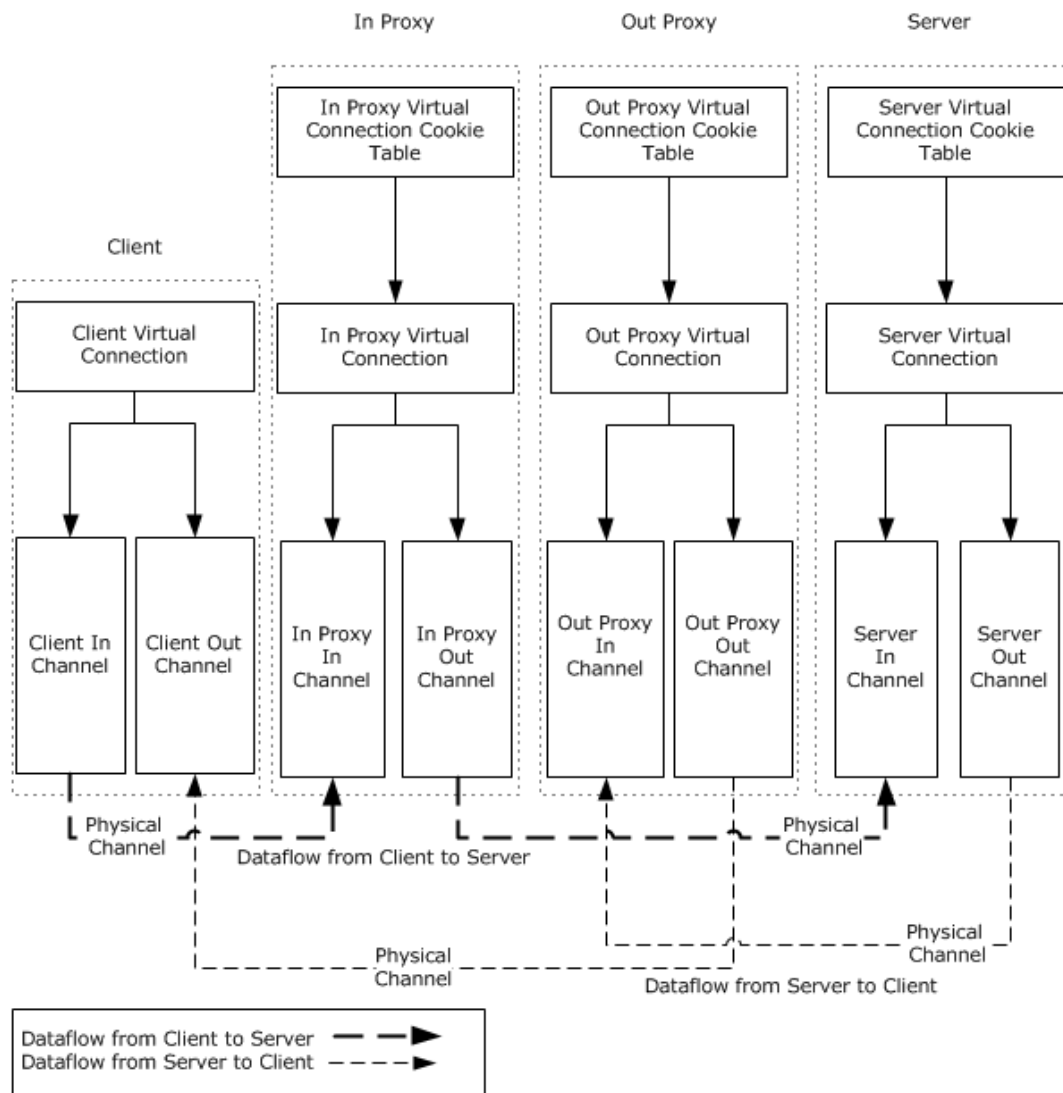 In Proxy
Out Proxy
Server
In Proxy Virtual
Connection Cookie
Table
Out Proxy Virtual
Connection Cookie
Table
Server Virtual
Connection Cookie
Table
Client
Client Virtual
Connection
In Proxy Virtual
Connection
Out Proxy Virtual
Connection
Server Virtual
Connection
Client In
Channel
Client Out
Channel
In Proxy
In
Channel
In Proxy
Out
Channel
Out Proxy
In
Channel
Out Proxy
Out
Channel
Server
In
Channel
Server
Out
Channel
Physical
Channel
Dataflow from Client to Server
Physical
Channel
Physical
Channel
Physical
Channel
Dataflow from Server to Client
Dataflow from Client to Server
Dataflow from Server to Client